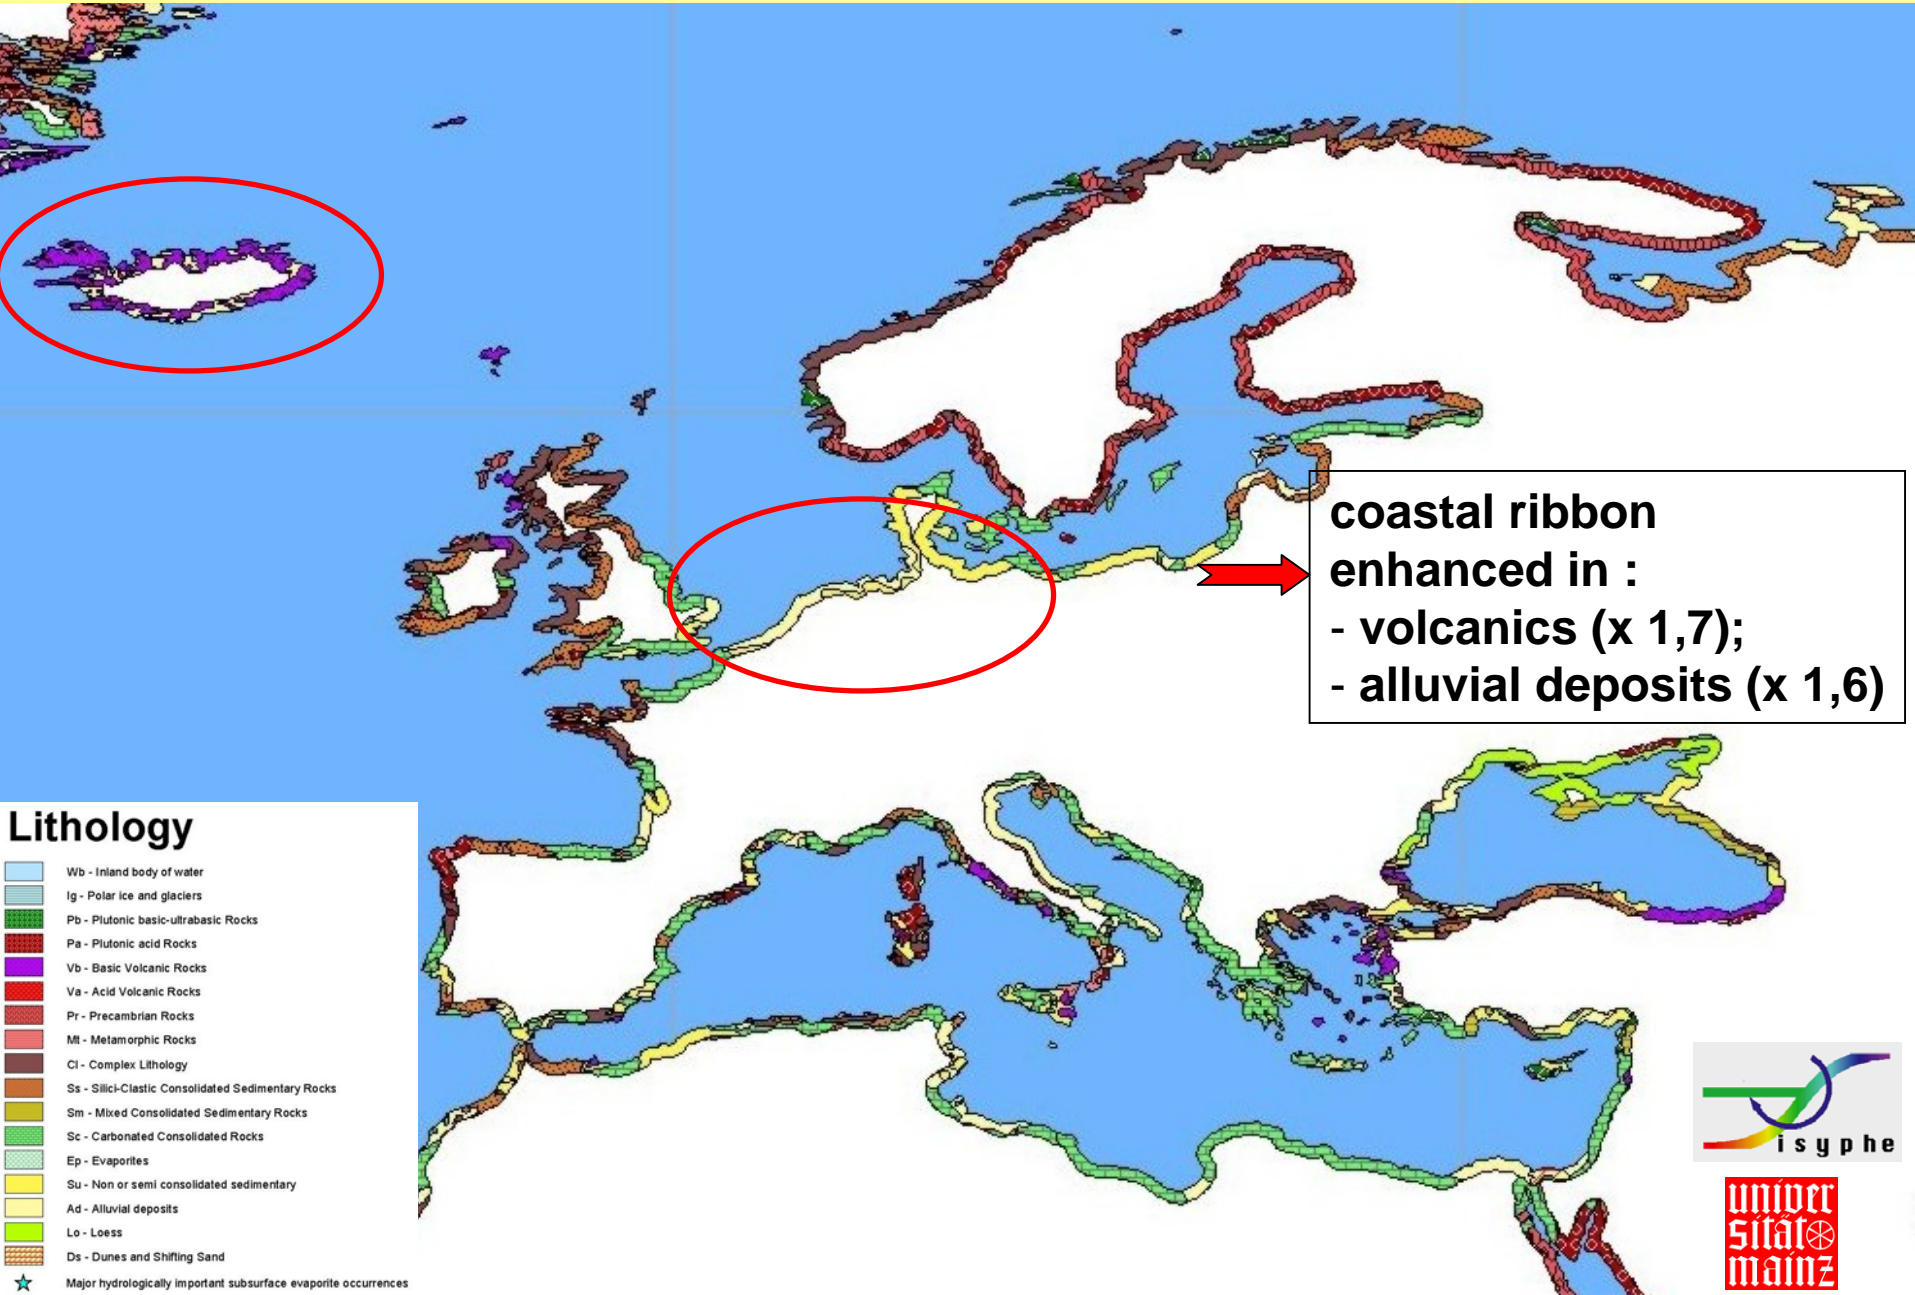 coastal ribbon
enhanced in :
- volcanics (x 1,7);
- alluvial deposits (x 1,6)
Lithology
Wb - Inland body of water
Ig - Polar ice and glaciers
Pb - Plutonic basic-ultrabasic Rocks
Pa - Plutonic acid Rocks
Vb - Basic Volcanic Rocks
Va - Acid Volcanic Rocks
Pr - Precambrian Rocks
Mt - Metamorphic Rocks
Cl - Complex Lithology
Ss - Silici-Clastic Consolidated Sedimentary Rocks
Sm - Mixed Consolidated Sedimentary Rocks
Sc - Carbonated Consolidated Rocks
Ep - Evaporites
Su - Non or semi consolidated sedimentary
Ad - Alluvial deposits
Lo - Loess
Ds - Dunes and Shifting Sand
Major hydrologically important subsurface evaporite occurrences
isyphe
univer
sität
mainz